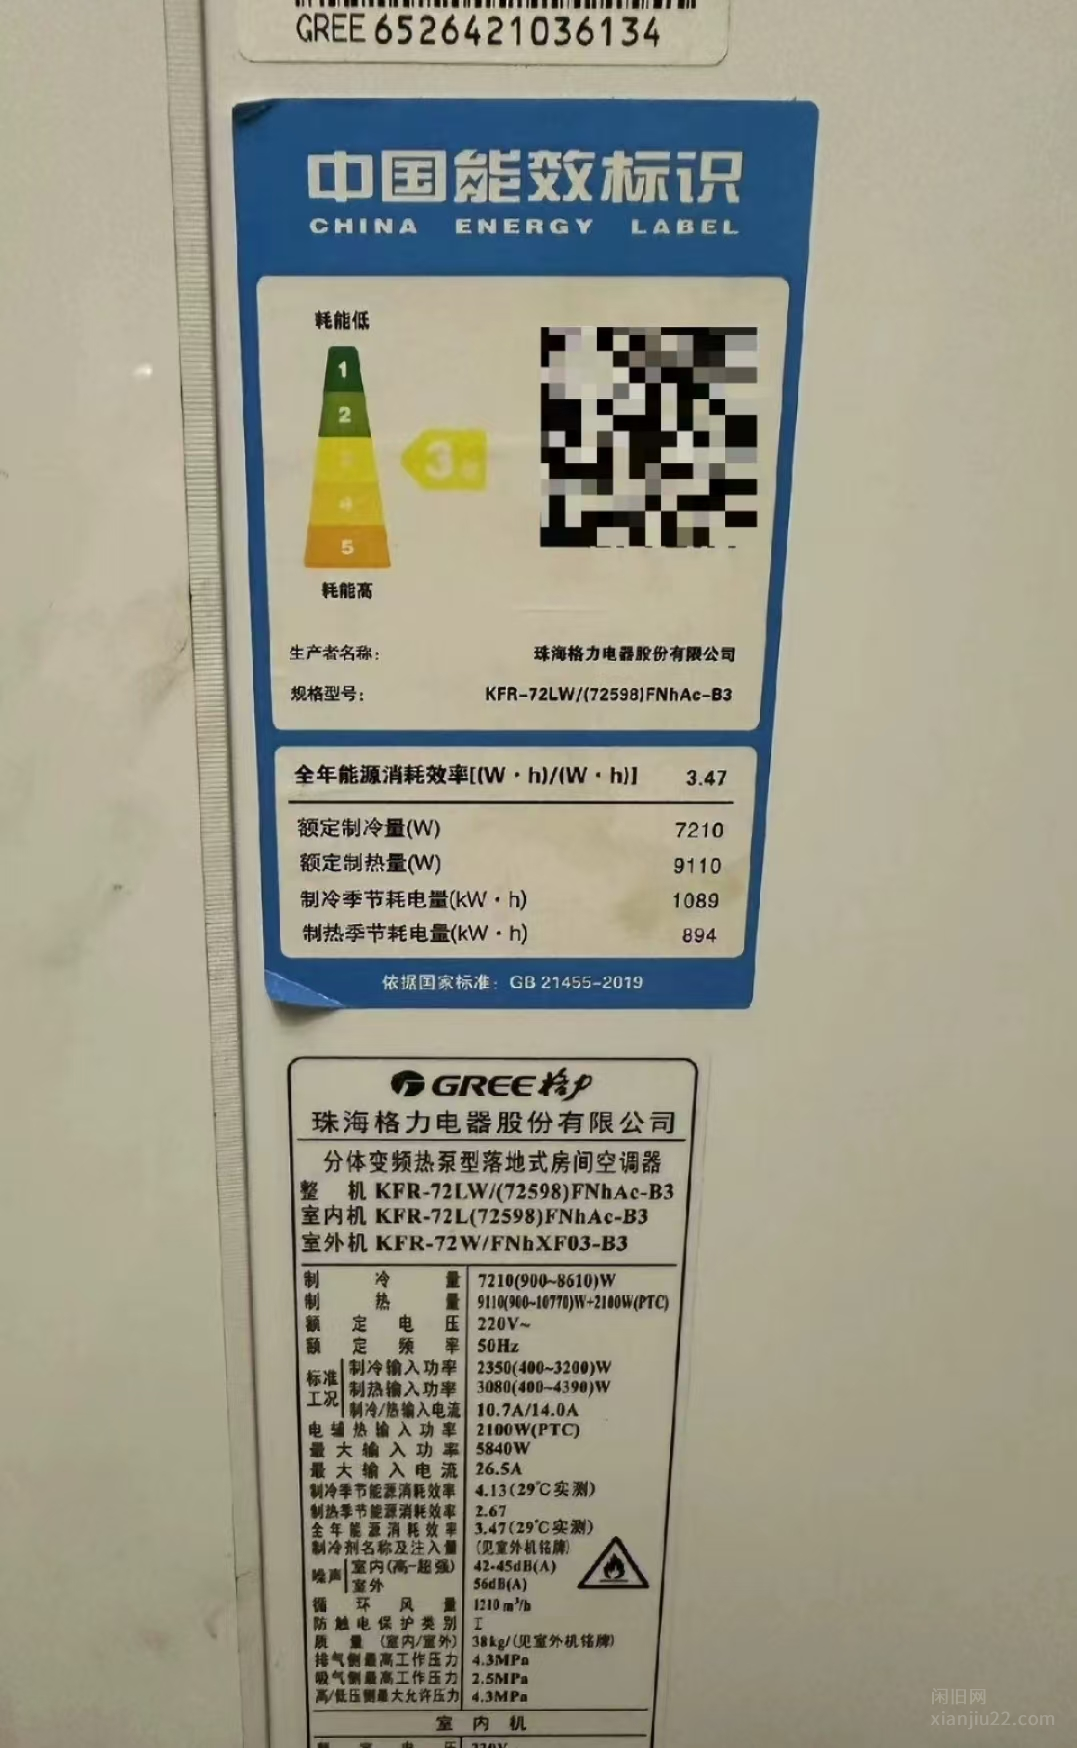 GREE 6526421036134
中国能效标识
CHINA ENERGY LABEL
耗能低
1
2
3
3级
4
5
耗能高
生产者名称: 珠海格力电器股份有限公司
规格型号: KFR-72LW/(72598)FNhAc-B3
全年能源消耗效率[(W·h)/(W·h)] 3.47
额定制冷量(W) 7210
额定制热量(W) 9110
制冷季节耗电量(kW·h) 1089
制热季节耗电量(kW·h) 894
依据国家标准: GB 21455-2019
GREE格力
珠海格力电器股份有限公司
分体变频热泵型落地式房间空调器
整机 KFR-72LW/(72598)FNhAc-B3
室内机 KFR-72L(72598)FNhAc-B3
室外机 KFR-72W/FNhXF03-B3
制冷量 7210(900~8610)W
制热量 9110(900~10770)W+2100W(PTC)
额定电压 220V~
额定频率 50Hz
标准工况 制冷输入功率 2350(400~3200)W
制热输入功率 3080(400~4390)W
制冷/热输入电流 10.7A/14.0A
电辅热输入功率 2100W(PTC)
最大输入功率 5840W
最大输入电流 26.5A
制冷季节能源消耗效率 4.13(29℃实测)
制热季节能源消耗效率 2.67
全年能源消耗效率 3.47(29℃实测)
制冷剂名称及注入量 (见室外机铭牌)
噪声 室内(高-超强) 42-45dB(A)
室外 56dB(A)
循环风量 1210m³/h
防触电保护类别 I
质量(室内/室外) 38kg/(见室外机铭牌)
排气侧最高工作压力 4.3MPa
吸气侧最高工作压力 2.5MPa
高/低压侧最大允许压力 4.3MPa
室内机
额定电压 220V~
闲旧网
xianjiu22.com